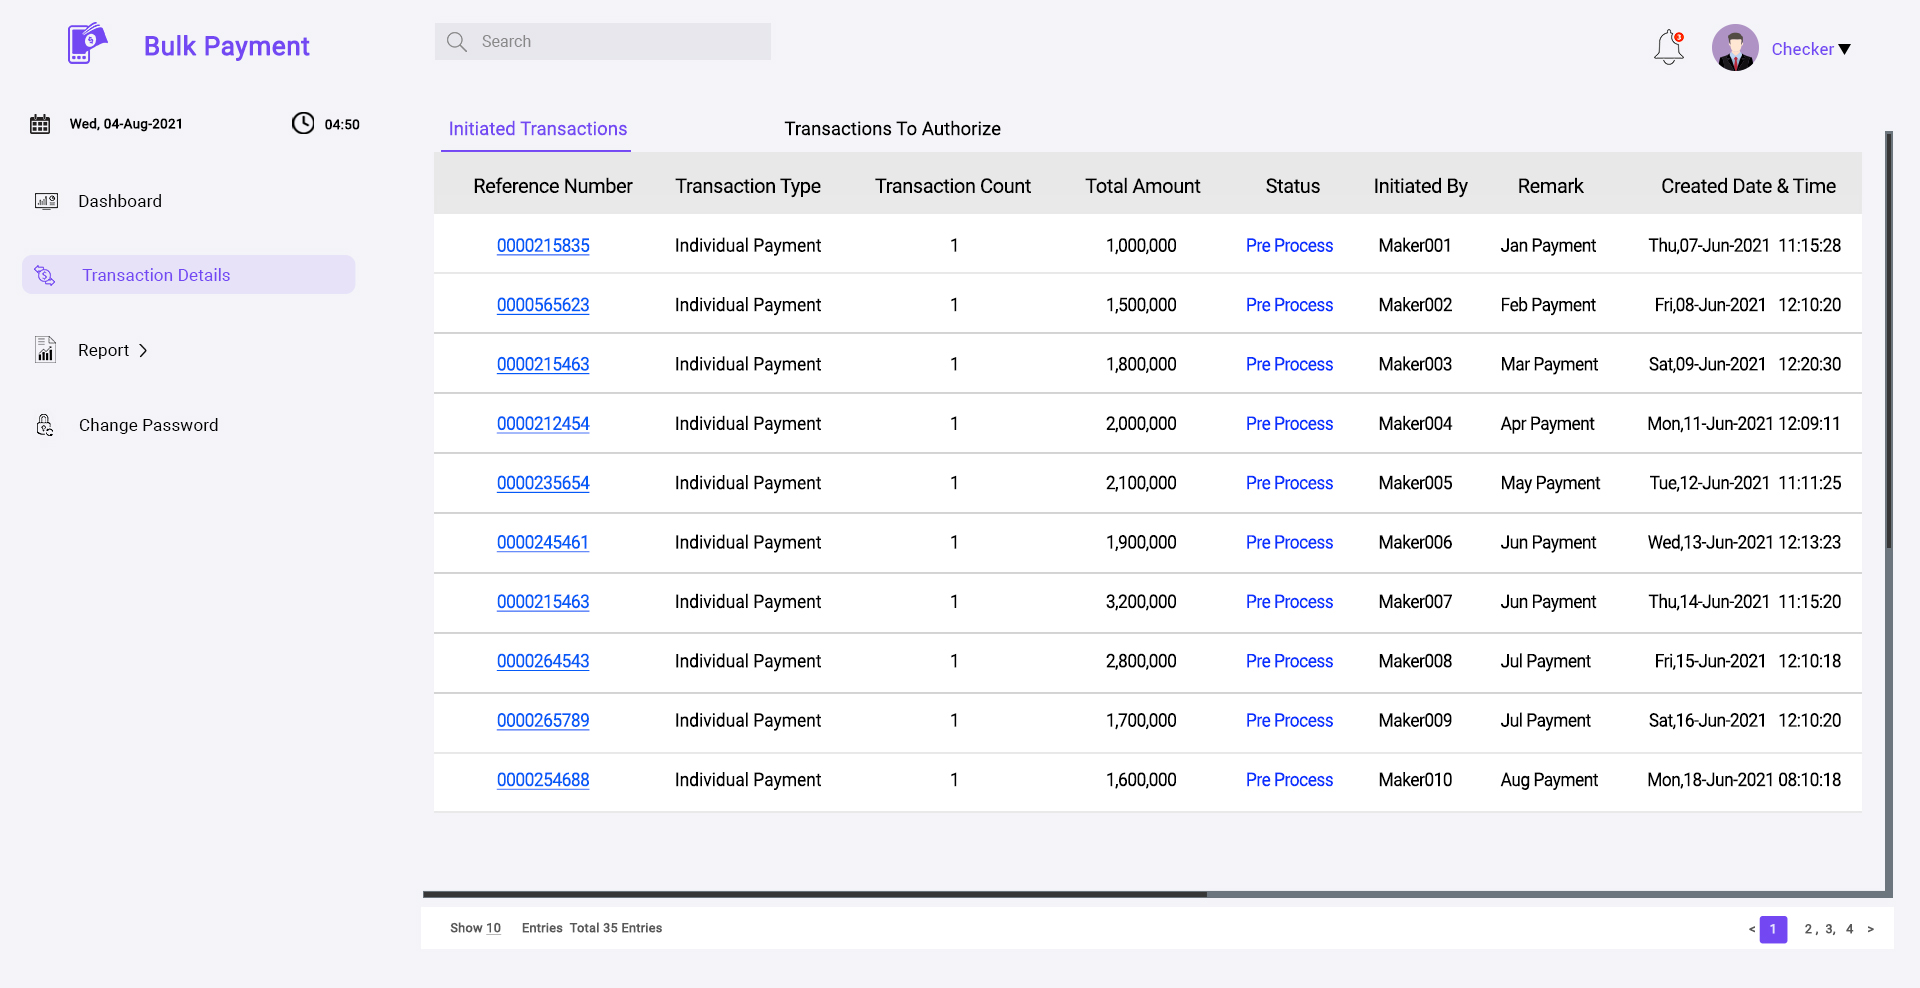 Bulk Payment
Search
3
Checker
Wed, 04-Aug-2021 04:50
Dashboard
Transaction Details
Report
Change Password
Initiated Transactions Transactions To Authorize
Reference Number Transaction Type Transaction Count Total Amount Status Initiated By Remark Created Date & Time
0000215835 Individual Payment 1 1,000,000 Pre Process Maker001 Jan Payment Thu,07-Jun-2021 11:15:28
0000565623 Individual Payment 1 1,500,000 Pre Process Maker002 Feb Payment Fri,08-Jun-2021 12:10:20
0000215463 Individual Payment 1 1,800,000 Pre Process Maker003 Mar Payment Sat,09-Jun-2021 12:20:30
0000212454 Individual Payment 1 2,000,000 Pre Process Maker004 Apr Payment Mon,11-Jun-2021 12:09:11
0000235654 Individual Payment 1 2,100,000 Pre Process Maker005 May Payment Tue,12-Jun-2021 11:11:25
0000245461 Individual Payment 1 1,900,000 Pre Process Maker006 Jun Payment Wed,13-Jun-2021 12:13:23
0000215463 Individual Payment 1 3,200,000 Pre Process Maker007 Jun Payment Thu,14-Jun-2021 11:15:20
0000264543 Individual Payment 1 2,800,000 Pre Process Maker008 Jul Payment Fri,15-Jun-2021 12:10:18
0000265789 Individual Payment 1 1,700,000 Pre Process Maker009 Jul Payment Sat,16-Jun-2021 12:10:20
0000254688 Individual Payment 1 1,600,000 Pre Process Maker010 Aug Payment Mon,18-Jun-2021 08:10:18
Show 10 Entries Total 35 Entries < 1 2 , 3, 4 >